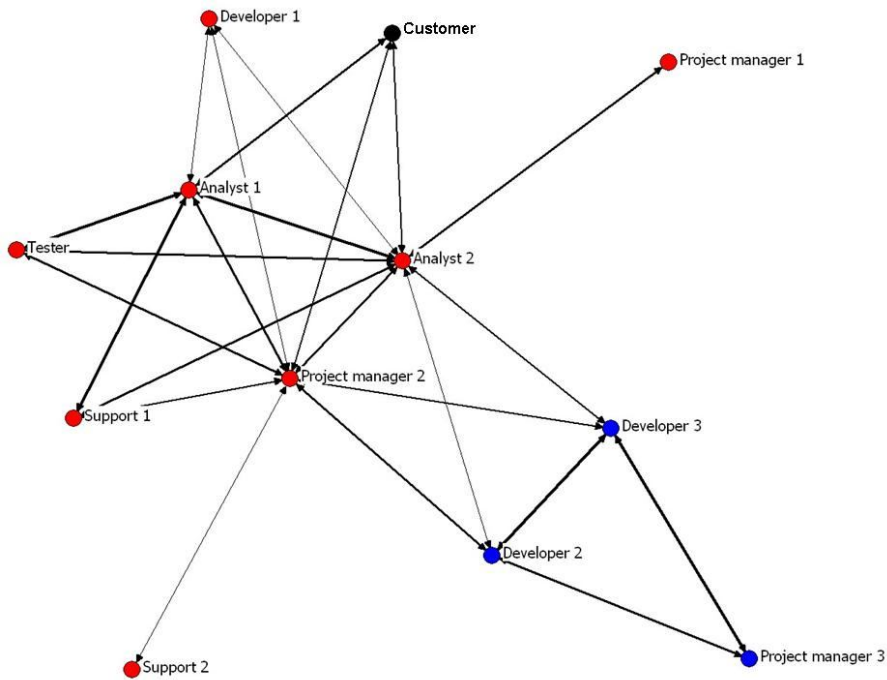 Developer 1
Customer
Project manager 1
Analyst 1
Tester
Analyst 2
Project manager 2
Support 1
Developer 3
Developer 2
Project manager 3
Support 2